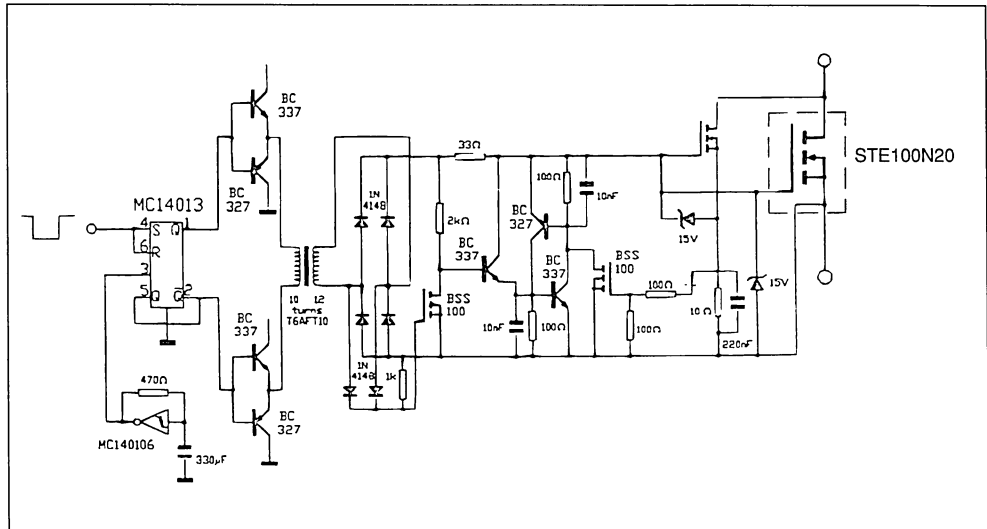 BC
337
BC
327
MC14013
4
S
Q
1
6
R
3
5
Q
Q
2
470Ω
MC140106
330μF
BC
337
BC
327
10
12
turns
T6AFT10
1N
4148
1N
4148
1k
33Ω
2kΩ
BSS
100
BC
337
10nF
100Ω
BC
327
100Ω
10nF
BC
337
BSS
100
100Ω
100Ω
15V
10Ω
220nF
15V
STE100N20